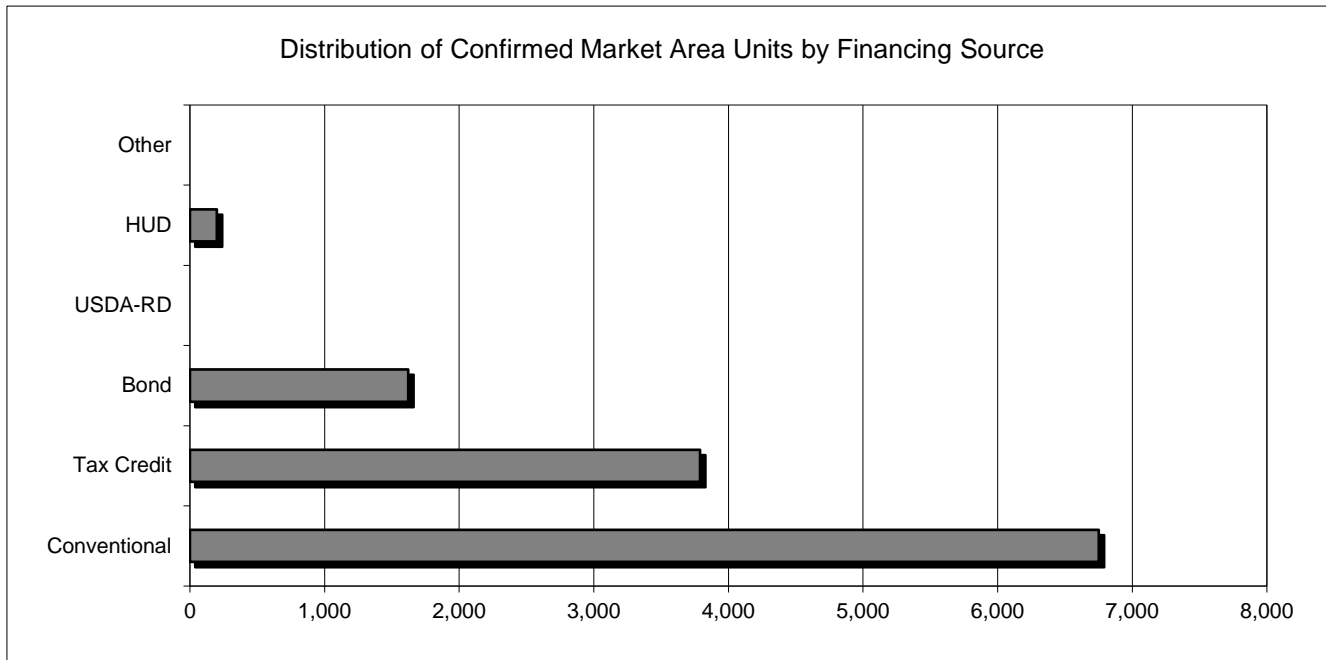 Distribution of Confirmed Market Area Units by Financing Source
Other
HUD
USDA-RD
Bond
Tax Credit
Conventional
0 1,000 2,000 3,000 4,000 5,000 6,000 7,000 8,000